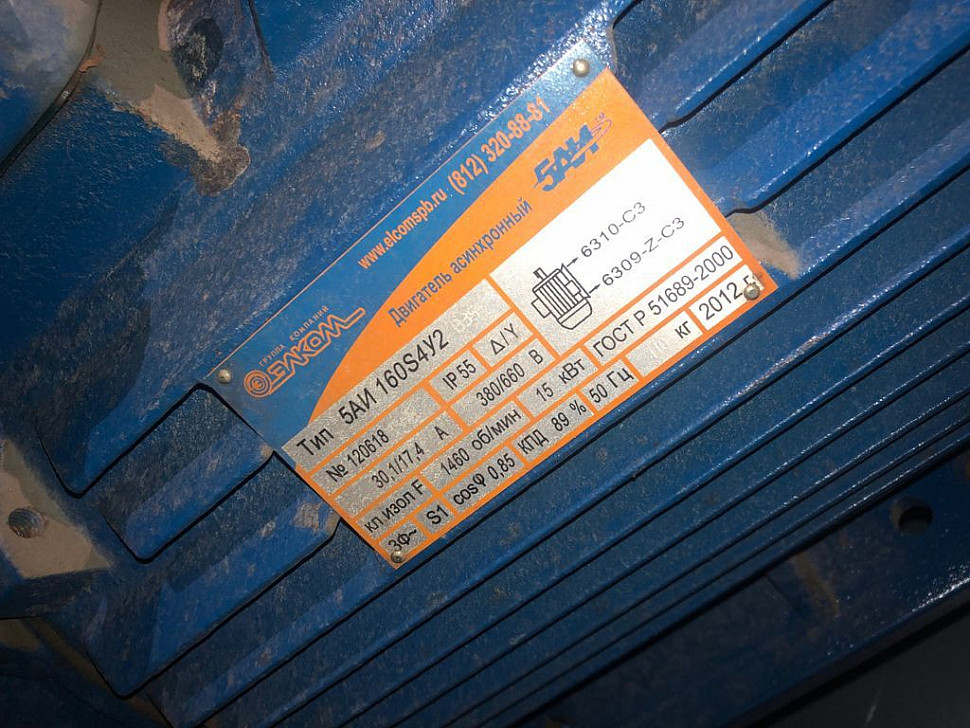 www.elcomspb.ru (812) 320-88-81
ГРУППА КОМПАНИЙ
ЭЛКОМ
Двигатель асинхронный
5АИ
Тип 5АИ 160S4У2
6310-С3
6309-Z-С3
№ 120618 IP 55 Δ/Y
30,1/17,4 А 380/660 В
кл изол F 1460 об/мин 15 кВт ГОСТ Р 51689-2000
3Ф~ S1 cosφ 0,85 КПД 89 % 50 Гц кг 2012 г